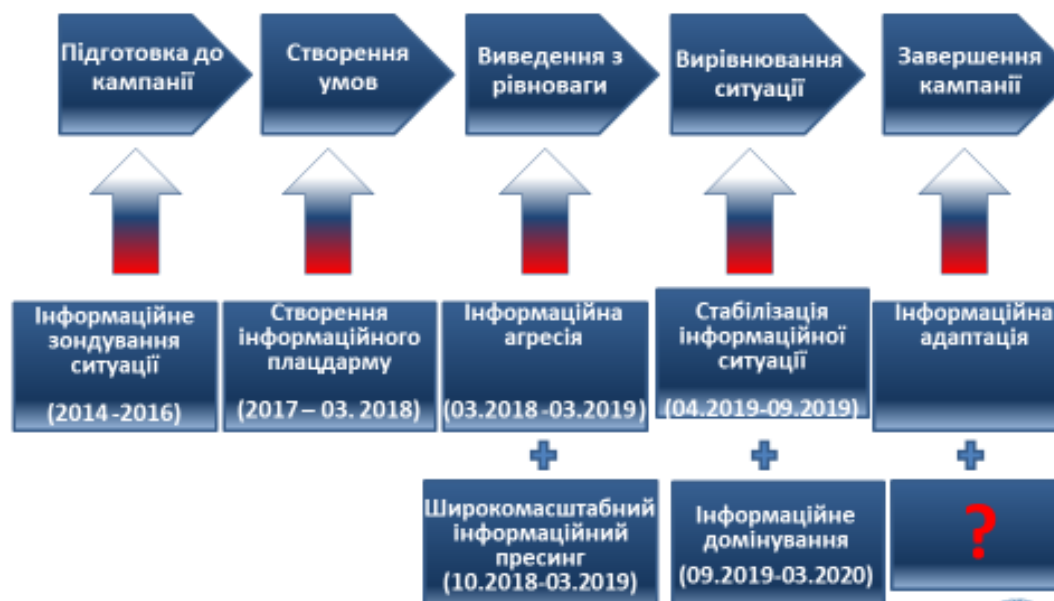 Підготовка до
кампанії
Створення
умов
Виведення з
рівноваги
Вирівнювання
ситуації
Завершення
кампанії
Інформаційне
зондування
ситуації
(2014 -2016)
Створення
інформаційного
плацдарму
(2017 – 03. 2018)
Інформаційна
агресія
(03.2018 -03.2019)
Стабілізація
інформаційної
ситуації
(04.2019-09.2019)
Інформаційна
адаптація
Широкомасштабний
інформаційний
пресинг
(10.2018-03.2019)
Інформаційне
домінування
(09.2019-03.2020)
?